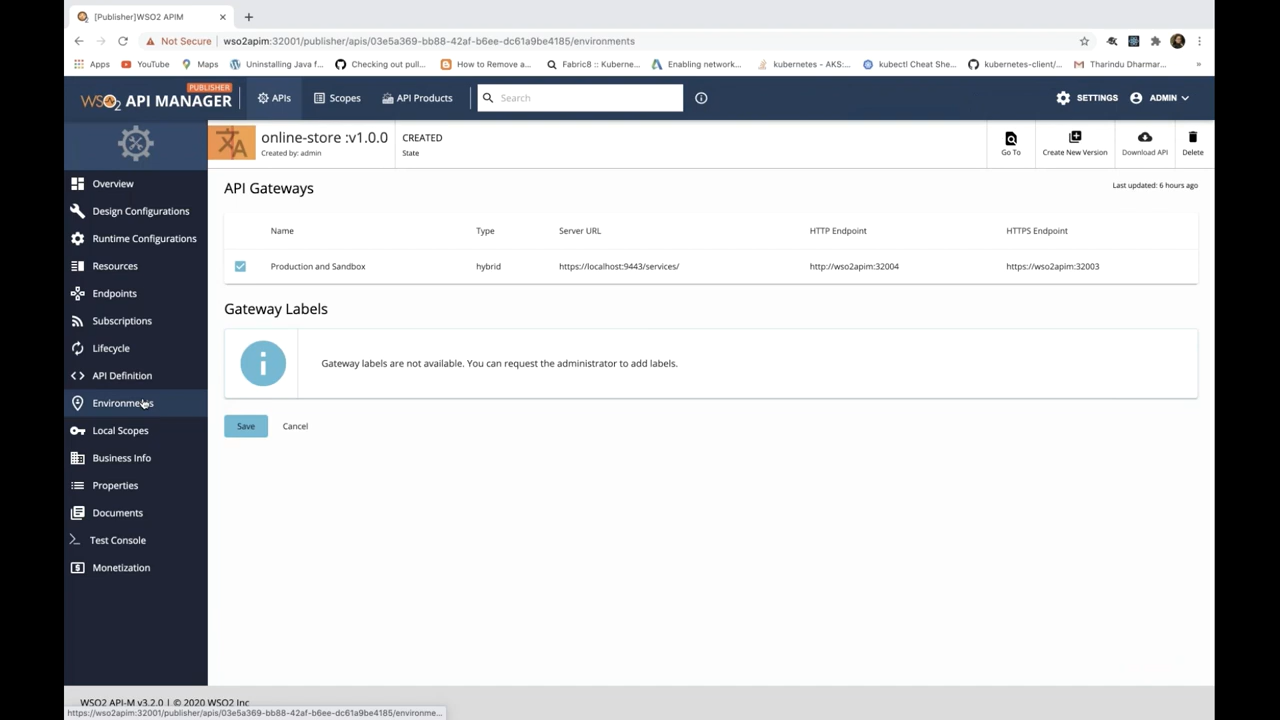 [Publisher]WSO2 APIM
Not Secure
wso2apim:32001/publisher/apis/03e5a369-bb88-42af-b6ee-dc61a9be4185/environments
Apps
YouTube
Maps
Uninstalling Java f...
Checking out pull...
How to Remove a...
Fabric8 :: Kuberne...
Enabling network...
kubernetes - AKS:...
kubectl Cheat She...
kubernetes-client/...
Tharindu Dharmar...
»
WSO2 API MANAGER
PUBLISHER
APIs
Scopes
API Products
Search
SETTINGS
ADMIN
online-store :v1.0.0
Created by: admin
CREATED
State
Go To
Create New Version
Download API
Delete
Overview
Design Configurations
Runtime Configurations
Resources
Endpoints
Subscriptions
Lifecycle
API Definition
Environments
Local Scopes
Business Info
Properties
Documents
Test Console
Monetization
API Gateways
Last updated: 6 hours ago
Name Type Server URL HTTP Endpoint HTTPS Endpoint
Production and Sandbox hybrid https://localhost:9443/services/ http://wso2apim:32004 https://wso2apim:32003
Gateway Labels
Gateway labels are not available. You can request the administrator to add labels.
Save Cancel
WSO2 API-M v3.2.0 | © 2020 WSO2 Inc
https://wso2apim:32001/publisher/apis/03e5a369-bb88-42af-b6ee-dc61a9be4185/environme...